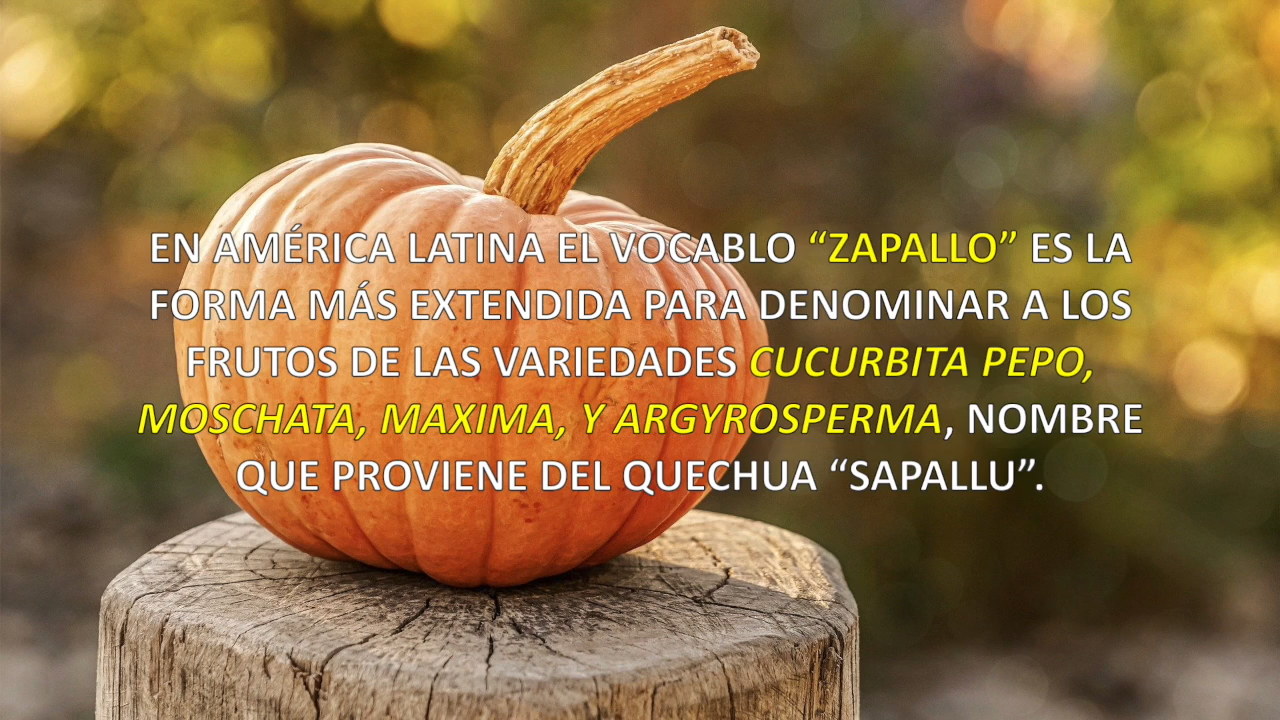 EN AMÉRICA LATINA EL VOCABLO “ZAPALLO” ES LA
FORMA MÁS EXTENDIDA PARA DENOMINAR A LOS
FRUTOS DE LAS VARIEDADES CUCURBITA PEPO,
MOSCHATA, MAXIMA, Y ARGYROSPERMA, NOMBRE
QUE PROVIENE DEL QUECHUA “SAPALLU”.